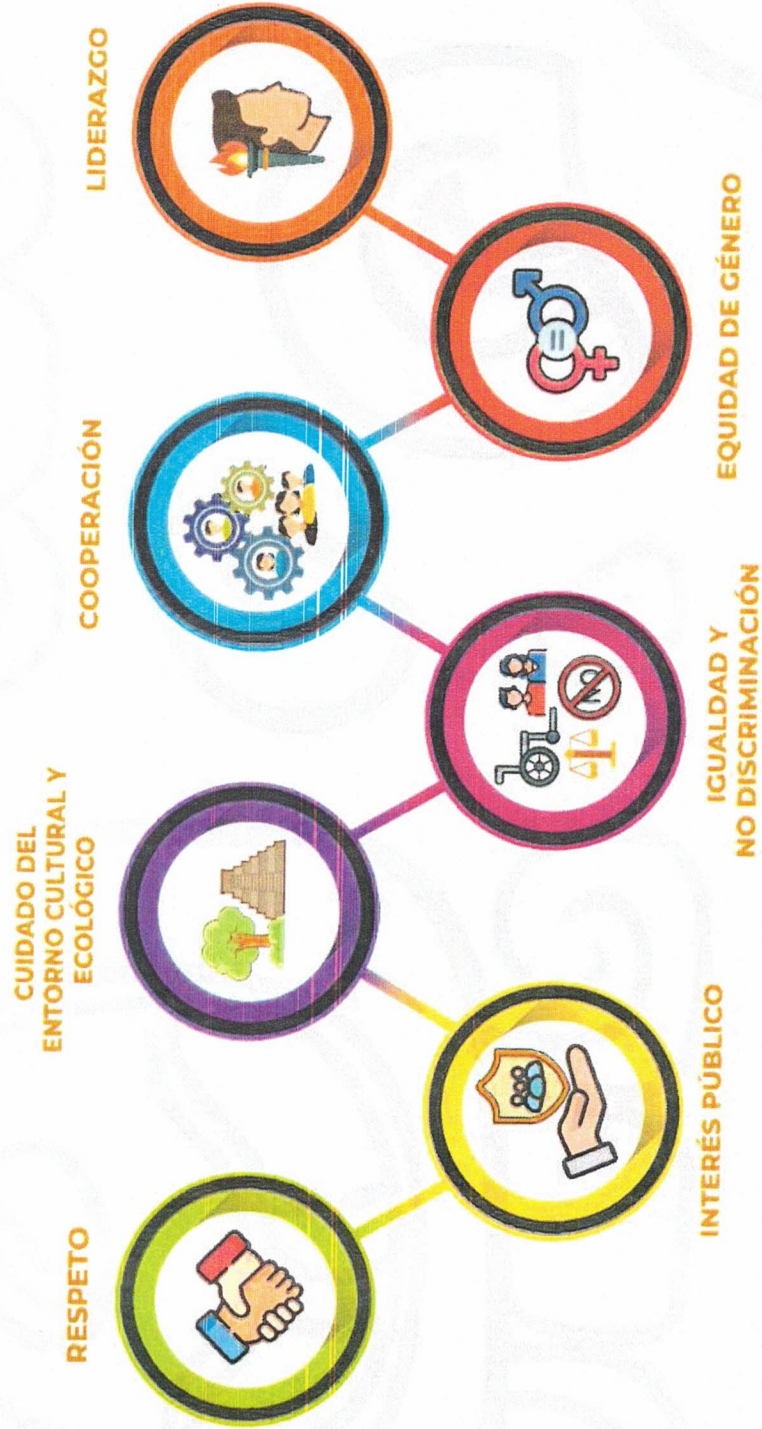 RESPETO
INTERÉS PÚBLICO
CUIDADO DEL
ENTORNO CULTURAL Y
ECOLÓGICO
IGUALDAD Y
NO DISCRIMINACIÓN
COOPERACIÓN
EQUIDAD DE GÉNERO
LIDERAZGO